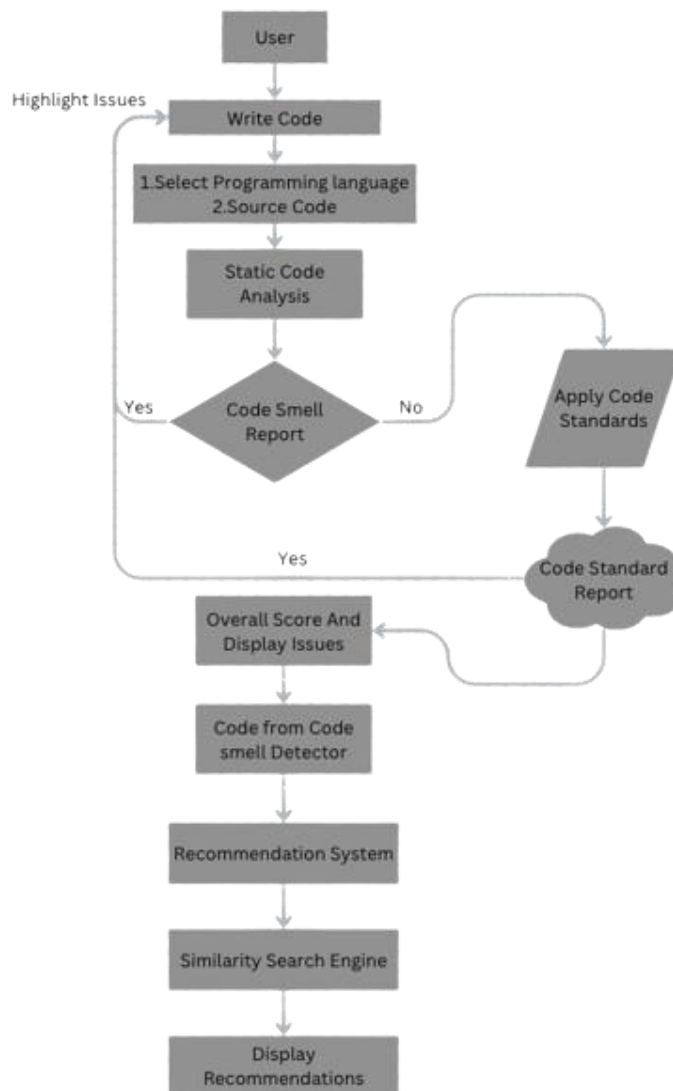 User
Highlight Issues
Write Code
1.Select Programming language
2.Source Code
Static Code
Analysis
Yes
Code Smell
Report
No
Apply Code
Standards
Yes
Code Standard
Report
Overall Score And
Display Issues
Code from Code
smell Detector
Recommendation System
Similarity Search Engine
Display
Recommendations